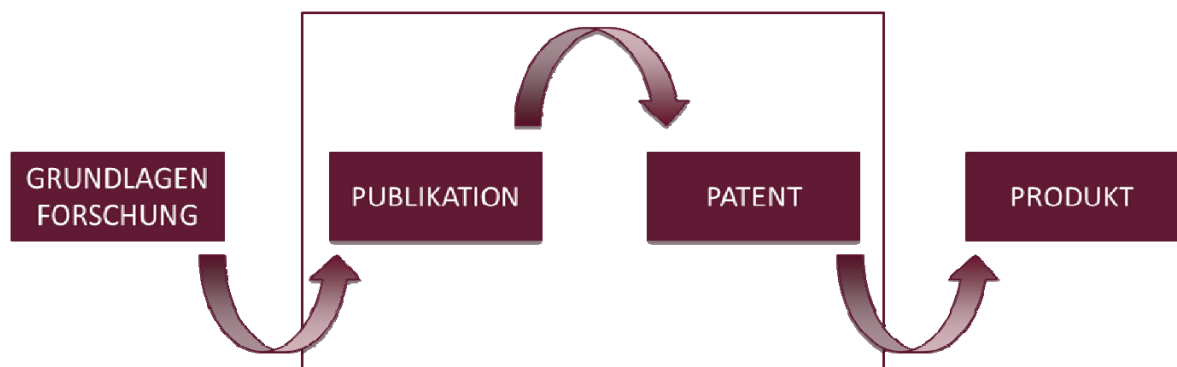 GRUNDLAGEN
FORSCHUNG
PUBLIKATION
PATENT
PRODUKT